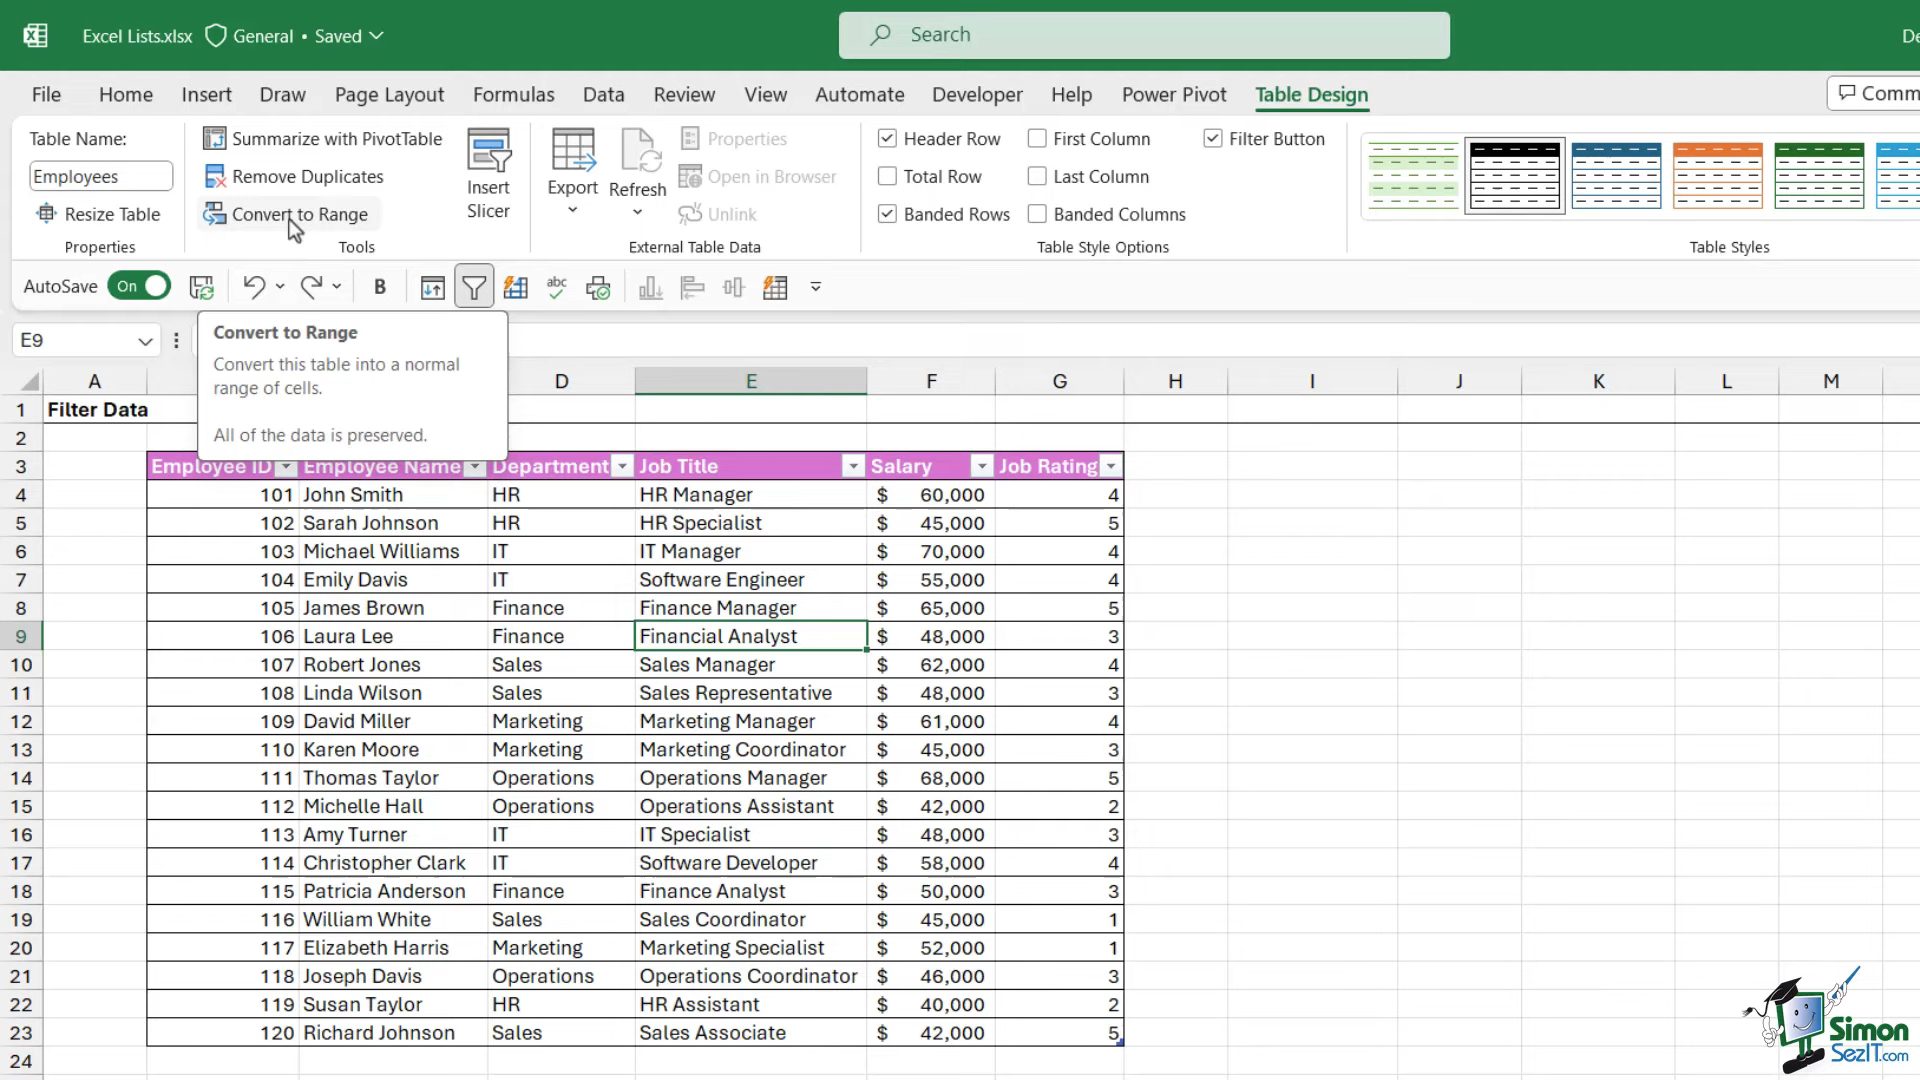 Excel Lists.xlsx General • Saved
Search
De
File Home Insert Draw Page Layout Formulas Data Review View Automate Developer Help Power Pivot Table Design
Comm
Table Name:
Employees
Resize Table
Properties
Summarize with PivotTable
Remove Duplicates
Convert to Range
Tools
Insert
Slicer
Export
Refresh
Properties
Open in Browser
Unlink
External Table Data
Header Row
Total Row
Banded Rows
First Column
Last Column
Banded Columns
Filter Button
Table Style Options
Table Styles
AutoSave On B abc
E9
Convert to Range
Convert this table into a normal
range of cells.
All of the data is preserved.
A D E F G H I J K L M
1 Filter Data
2
3 Employee ID Employee Name Department Job Title Salary Job Rating
4 101 John Smith HR HR Manager $ 60,000 4
5 102 Sarah Johnson HR HR Specialist $ 45,000 5
6 103 Michael Williams IT IT Manager $ 70,000 4
7 104 Emily Davis IT Software Engineer $ 55,000 4
8 105 James Brown Finance Finance Manager $ 65,000 5
9 106 Laura Lee Finance Financial Analyst $ 48,000 3
10 107 Robert Jones Sales Sales Manager $ 62,000 4
11 108 Linda Wilson Sales Sales Representative $ 48,000 3
12 109 David Miller Marketing Marketing Manager $ 61,000 4
13 110 Karen Moore Marketing Marketing Coordinator $ 45,000 3
14 111 Thomas Taylor Operations Operations Manager $ 68,000 5
15 112 Michelle Hall Operations Operations Assistant $ 42,000 2
16 113 Amy Turner IT IT Specialist $ 48,000 3
17 114 Christopher Clark IT Software Developer $ 58,000 4
18 115 Patricia Anderson Finance Finance Analyst $ 50,000 3
19 116 William White Sales Sales Coordinator $ 45,000 1
20 117 Elizabeth Harris Marketing Marketing Specialist $ 52,000 1
21 118 Joseph Davis Operations Operations Coordinator $ 46,000 3
22 119 Susan Taylor HR HR Assistant $ 40,000 2
23 120 Richard Johnson Sales Sales Associate $ 42,000 5
24
Simon
SezIT.com